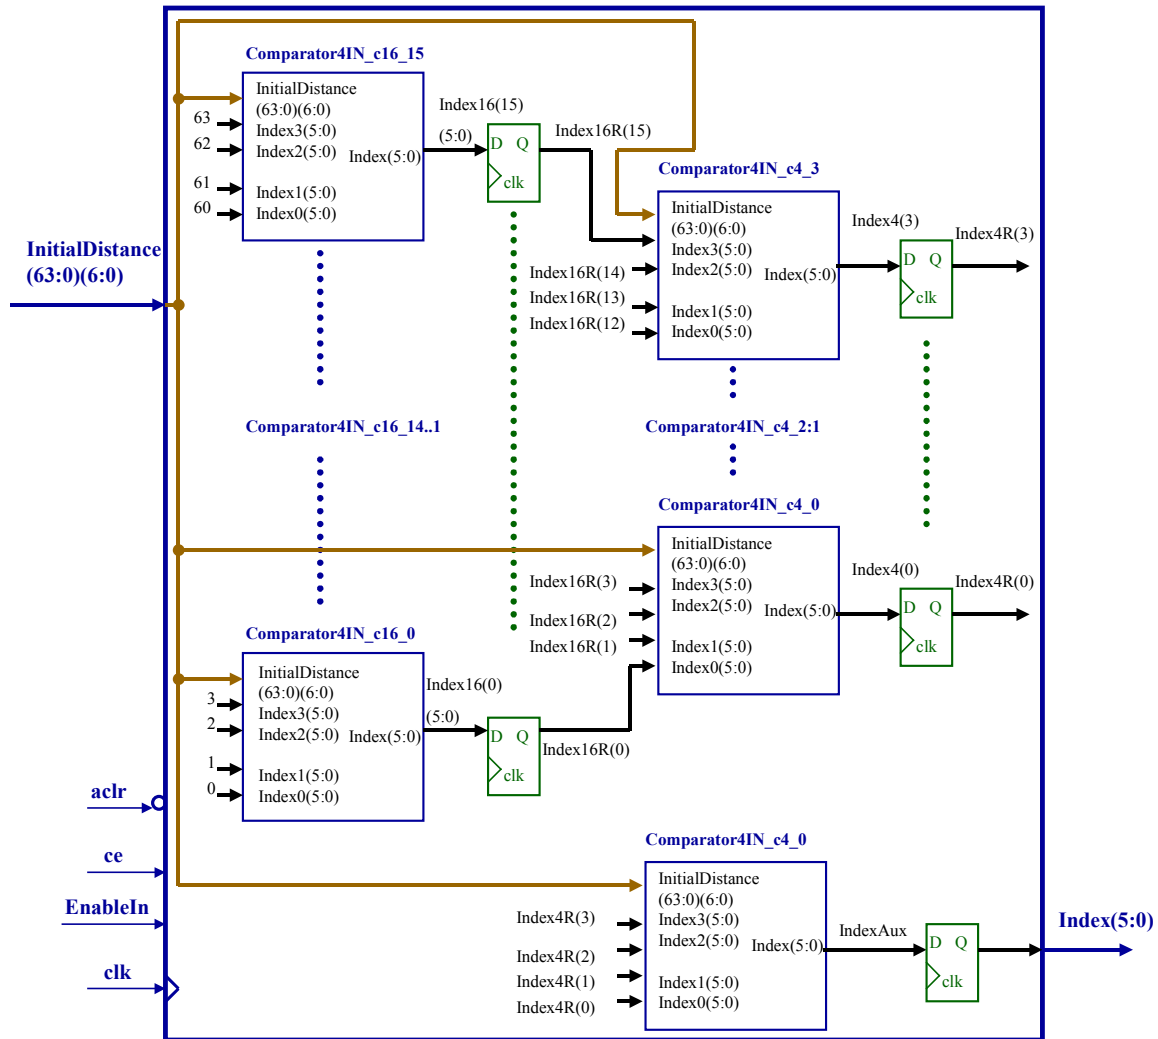 Comparator4IN_c16_15
InitialDistance
(63:0)(6:0)
63
Index3(5:0)
62
Index2(5:0)
Index(5:0)
61
Index1(5:0)
60
Index0(5:0)
Index16(15)
(5:0)
D Q
clk
Index16R(15)
Comparator4IN_c4_3
InitialDistance
(63:0)(6:0)
Index3(5:0)
Index16R(14)
Index2(5:0)
Index(5:0)
Index16R(13)
Index1(5:0)
Index16R(12)
Index0(5:0)
Index4(3)
D Q
clk
Index4R(3)
InitialDistance
(63:0)(6:0)
Comparator4IN_c16_14..1
Comparator4IN_c4_2:1
Comparator4IN_c4_0
InitialDistance
(63:0)(6:0)
Index16R(3)
Index3(5:0)
Index16R(2)
Index2(5:0)
Index(5:0)
Index16R(1)
Index1(5:0)
Index0(5:0)
Index4(0)
D Q
clk
Index4R(0)
Comparator4IN_c16_0
InitialDistance
(63:0)(6:0)
3
Index3(5:0)
2
Index2(5:0)
Index(5:0)
1
Index1(5:0)
0
Index0(5:0)
Index16(0)
(5:0)
D Q
clk
Index16R(0)
aclr
ce
EnableIn
clk
Comparator4IN_c4_0
InitialDistance
(63:0)(6:0)
Index4R(3)
Index3(5:0)
Index2(5:0)
Index(5:0)
Index4R(2)
Index4R(1)
Index1(5:0)
Index4R(0)
Index0(5:0)
IndexAux
D Q
clk
Index(5:0)